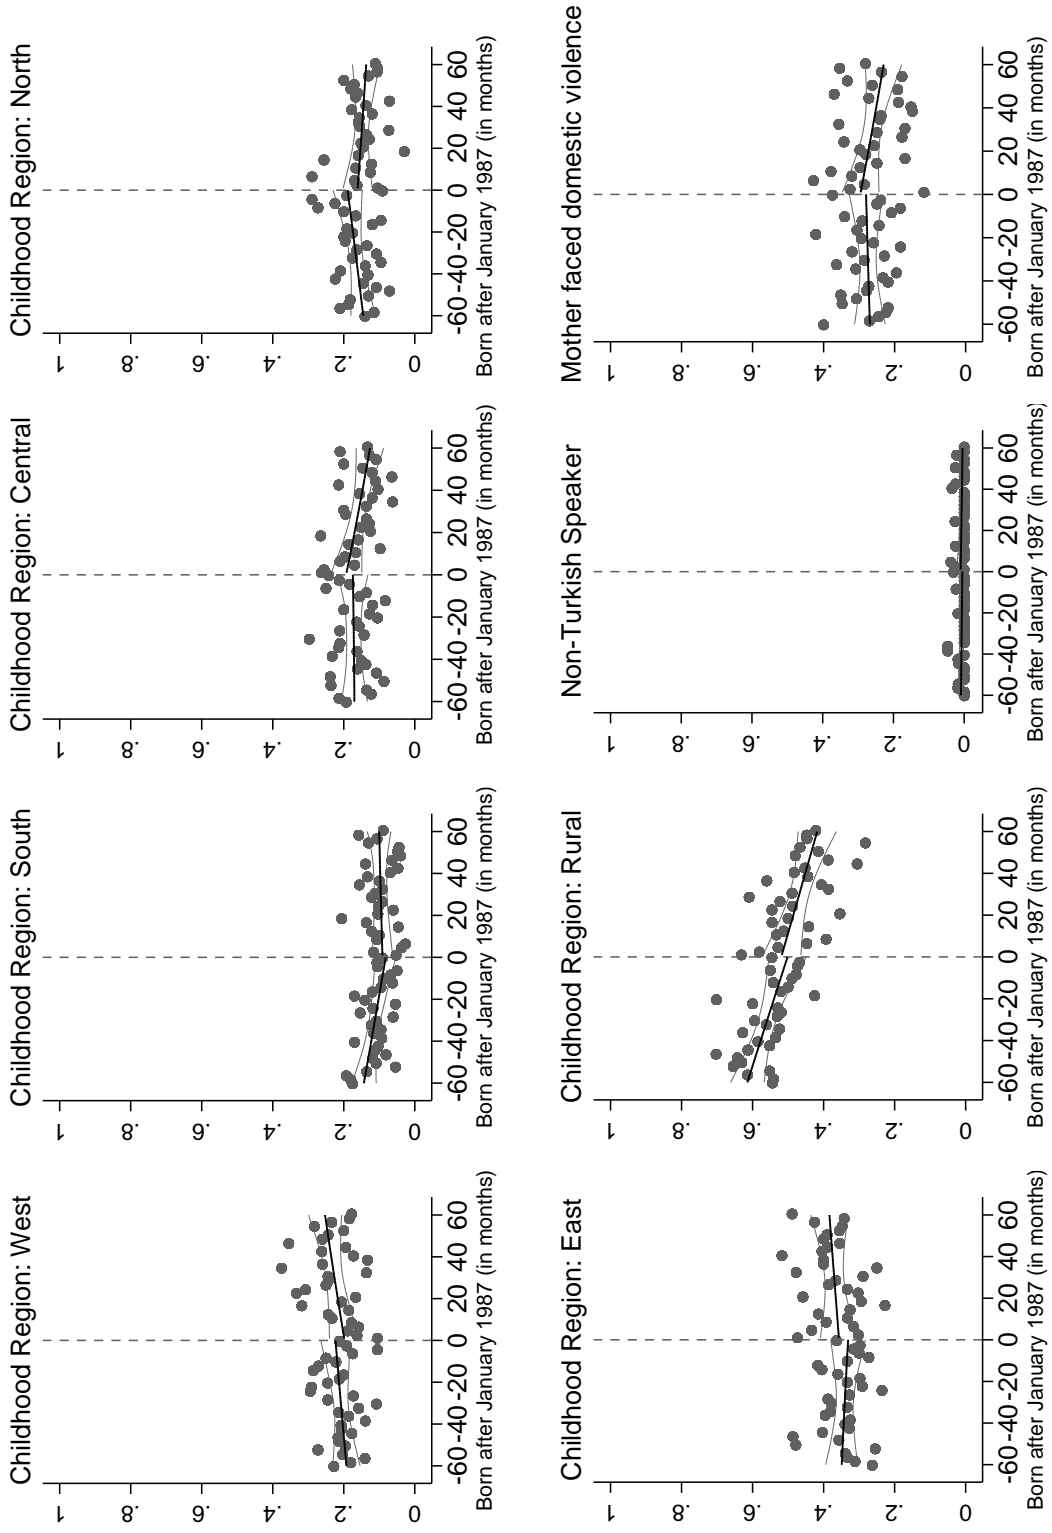 Childhood Region: West
1
.8
.6
.4
.2
0
-60 -40 -20 0 20 40 60
Born after January 1987 (in months)
Childhood Region: South
1
.8
.6
.4
.2
0
-60 -40 -20 0 20 40 60
Born after January 1987 (in months)
Childhood Region: Central
1
.8
.6
.4
.2
0
-60 -40 -20 0 20 40 60
Born after January 1987 (in months)
Childhood Region: North
1
.8
.6
.4
.2
0
-60 -40 -20 0 20 40 60
Born after January 1987 (in months)
Childhood Region: East
1
.8
.6
.4
.2
0
-60 -40 -20 0 20 40 60
Born after January 1987 (in months)
Childhood Region: Rural
1
.8
.6
.4
.2
0
-60 -40 -20 0 20 40 60
Born after January 1987 (in months)
Non-Turkish Speaker
1
.8
.6
.4
.2
0
-60 -40 -20 0 20 40 60
Born after January 1987 (in months)
Mother faced domestic violence
1
.8
.6
.4
.2
0
-60 -40 -20 0 20 40 60
Born after January 1987 (in months)